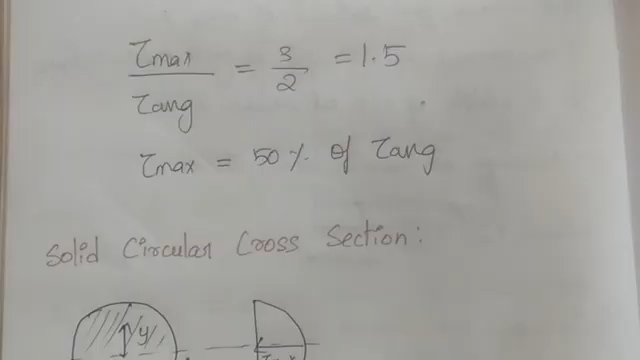 τmax / τavg = 3/2 = 1.5
τmax = 50 % of τavg
Solid Circular Cross Section:
y